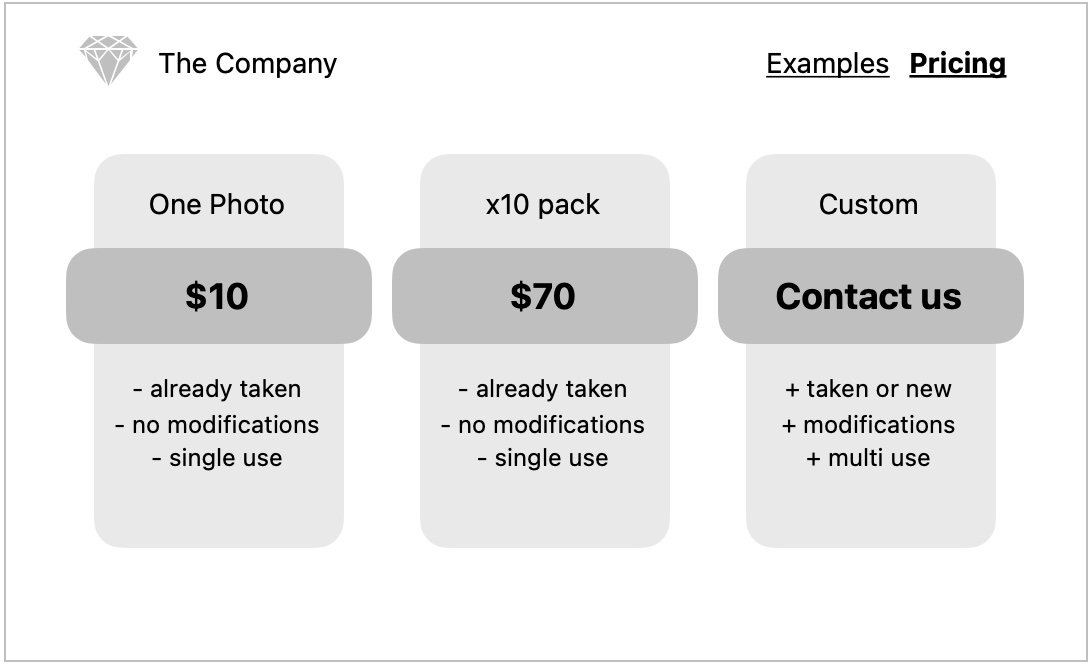 The Company
Examples Pricing
One Photo
$10
- already taken
- no modifications
- single use
x10 pack
$70
- already taken
- no modifications
- single use
Custom
Contact us
+ taken or new
+ modifications
+ multi use